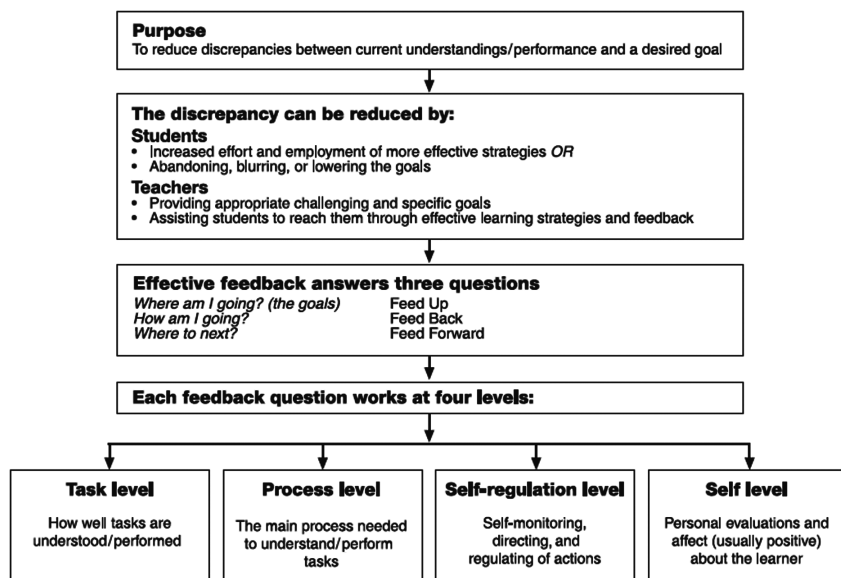 Purpose
To reduce discrepancies between current understandings/performance and a desired goal
The discrepancy can be reduced by:
Students
• Increased effort and employment of more effective strategies OR
• Abandoning, blurring, or lowering the goals
Teachers
• Providing appropriate challenging and specific goals
• Assisting students to reach them through effective learning strategies and feedback
Effective feedback answers three questions
Where am I going? (the goals) Feed Up
How am I going? Feed Back
Where to next? Feed Forward
Each feedback question works at four levels:
Task level
How well tasks are
understood/performed
Process level
The main process needed
to understand/perform
tasks
Self-regulation level
Self-monitoring,
directing, and
regulating of actions
Self level
Personal evaluations and
affect (usually positive)
about the learner